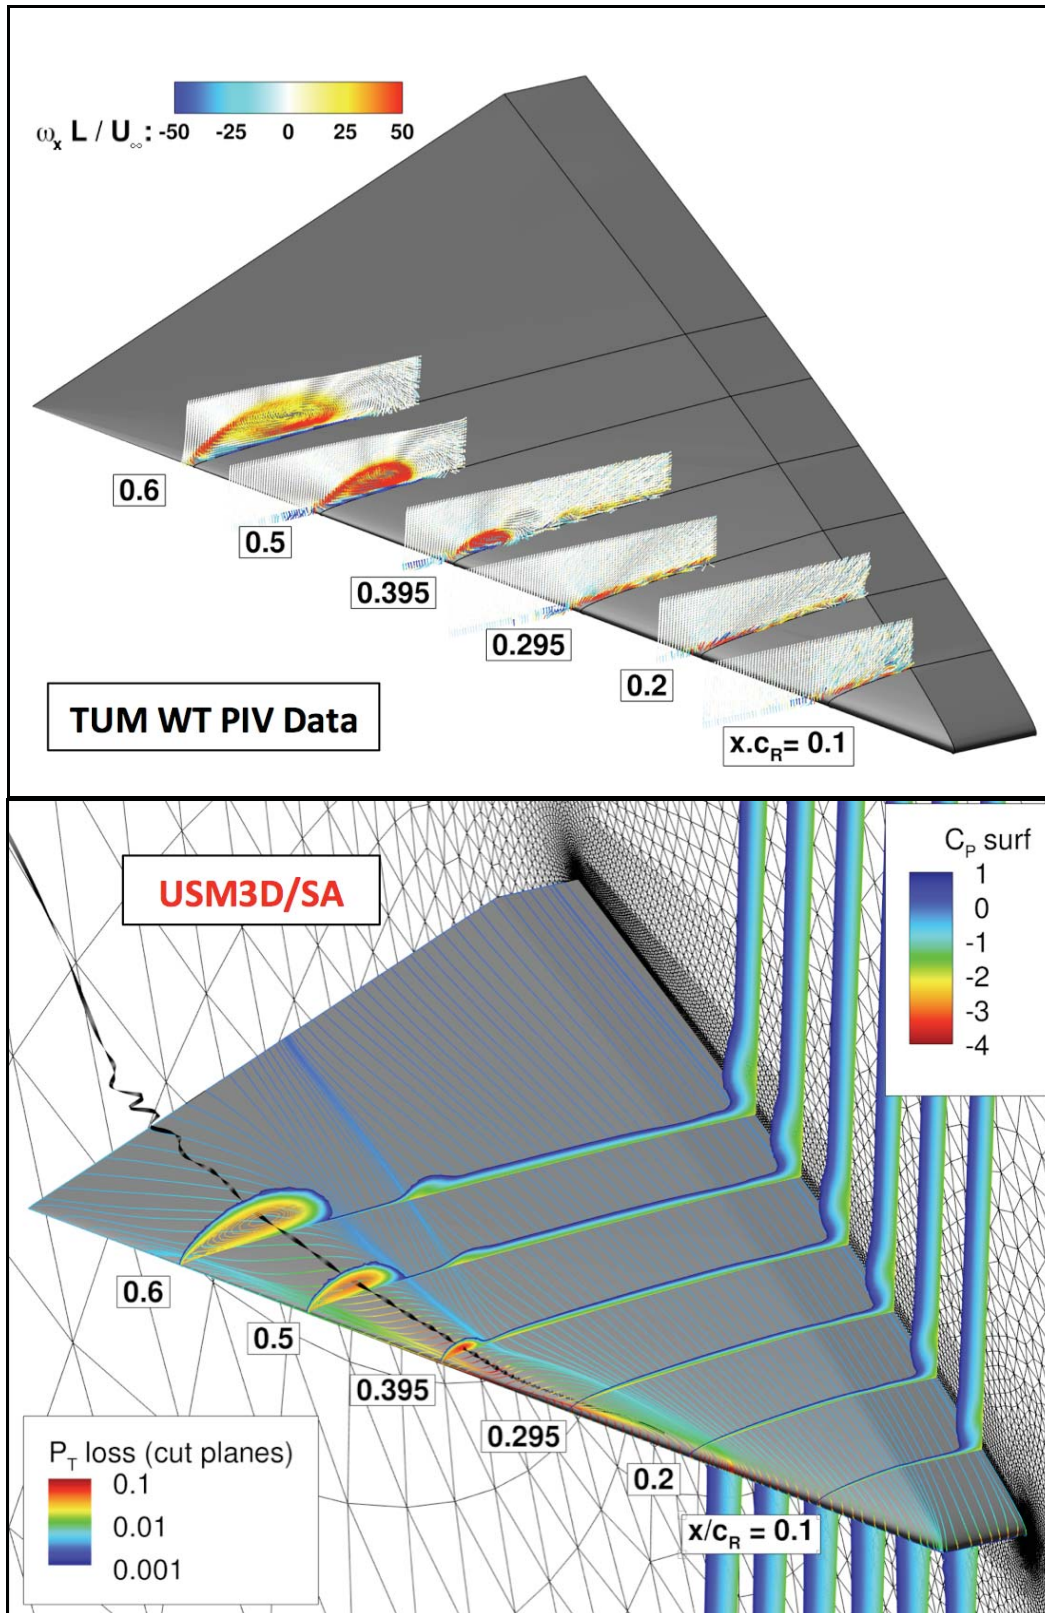 ωx L / U∞: -50 -25 0 25 50
0.6
0.5
0.395
0.295
0.2
x.cR= 0.1
TUM WT PIV Data
USM3D/SA
CP surf
1
0
-1
-2
-3
-4
0.6
0.5
0.395
0.295
0.2
x/cR = 0.1
PT loss (cut planes)
0.1
0.01
0.001